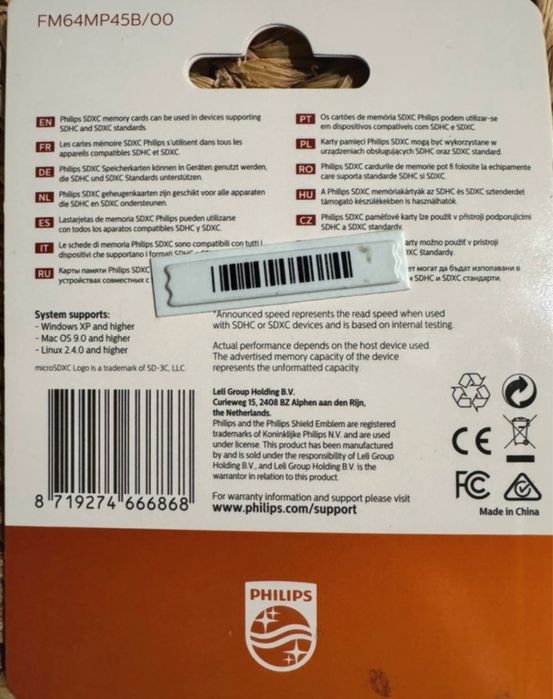 FM64MP45B/00
EN Philips SDXC memory cards can be used in devices supporting
SDHC and SDXC standards.
FR Les cartes mémoire SDXC Philips s'utilisent dans tous les
appareils compatibles SDHC et SDXC.
DE Philips SDXC Speicherkarten können in Geräten genutzt werden,
die SDHC und SDXC Standards unterstützen.
NL Philips SDXC geheugenkaarten zijn geschikt voor alle apparaten
die SDHC en SDXC ondersteunen.
ES Las tarjetas de memoria SDXC Philips pueden utilizarse
con todos los aparatos compatibles SDHC y SDXC.
IT Le schede di memoria Philips SDXC sono compatibili con tutti i
dispositivi che supportano i formati
RU Карты памяти Philips SDXC
устройствах совместимых с
PT Os cartões de memória SDXC Philips podem utilizar-se
em dispositivos compatíveis com SDHC e SDXC.
PL Karty pamięci Philips SDXC mogą być wykorzystane w
urządzeniach obsługujących SDHC oraz SDXC standard.
RO Philips SDXC cardurile de memorie pot fi folosite la echipamente
care suporta standarde SDHC si SDXC.
HU A Philips SDXC memóriakártyák az SDHC és SDXC sztenderdet
támogató készülékekben is használhatók.
CZ Philips SDXC paměťové karty lze použít v přístroji podporujícími
SDHC a SDXC standardy.
arty možno použiť v prístroji
standardy.
могат да бъдат използвани в
SDHC и SDXC стандарти.
System supports:
- Windows XP and higher
- Mac OS 9.0 and higher
- Linux 2.4.0 and higher
microSDXC Logo is a trademark of SD-3C, LLC.
*Announced speed represents the read speed when used
with SDHC or SDXC devices and is based on internal testing.
Actual performance depends on the host device used.
The advertised memory capacity of the device
represents the unformatted capacity.
Leli Group Holding B.V.
Curieweg 15, 2408 BZ Alphen aan den Rijn,
the Netherlands.
Philips and the Philips Shield Emblem are registered
trademarks of Koninklijke Philips N.V. and are used
under license. This product has been manufactured
by and is sold under the responsibility of Leli Group
Holding B.V., and Leli Group Holding B.V. is the
warrantor in relation to this product.
For warranty information and support please visit
www.philips.com/support
8 719274 666868
CE
FC
Made in China
PHILIPS